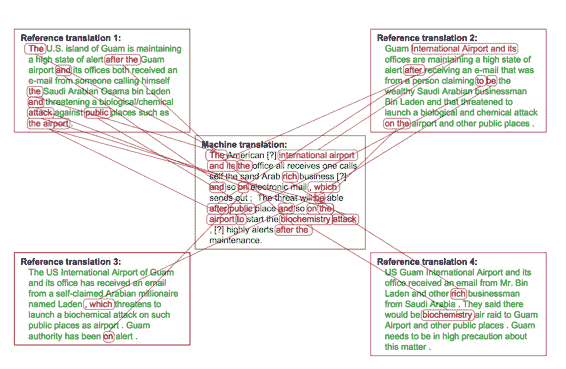 Reference translation 1:
The U.S. island of Guam is maintaining
a high state of alert after the Guam
airport and its offices both received an
e-mail from someone calling himself
the Saudi Arabian Osama bin Laden
and threatening a biological/chemical
attack against public places such as
the airport.
Reference translation 2:
Guam International Airport and its
offices are maintaining a high state of
alert after receiving an e-mail that was
from a person claiming to be the
wealthy Saudi Arabian businessman
Bin Laden and that threatened to
launch a biological and chemical attack
on the airport and other public places .
Machine translation:
The American [?] international airport
and its the office all receives one calls
self the sand Arab rich business [?]
and so on electronic mail , which
sends out ; The threat will be able
after public place and so on the
airport to start the biochemistry attack
, [?] highly alerts after the
maintenance.
Reference translation 3:
The US International Airport of Guam
and its office has received an email
from a self-claimed Arabian millionaire
named Laden , which threatens to
launch a biochemical attack on such
public places as airport . Guam
authority has been on alert .
Reference translation 4:
US Guam International Airport and its
office received an email from Mr. Bin
Laden and other rich businessman
from Saudi Arabia . They said there
would be biochemistry air raid to Guam
Airport and other public places . Guam
needs to be in high precaution about
this matter .